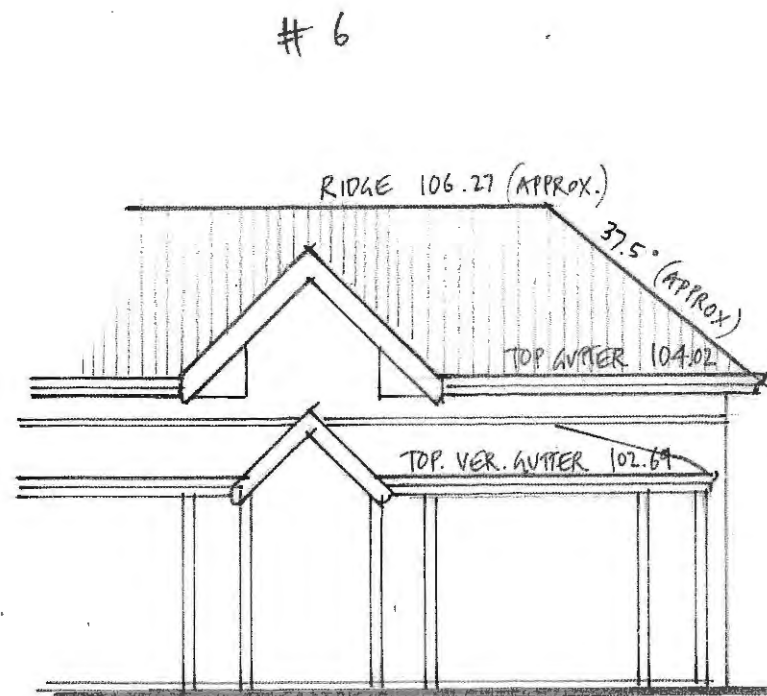 # 6
RIDGE 106.27 (APPROX.)
37.5° (APPROX)
TOP GUTTER 104.02
TOP. VER. GUTTER 102.69